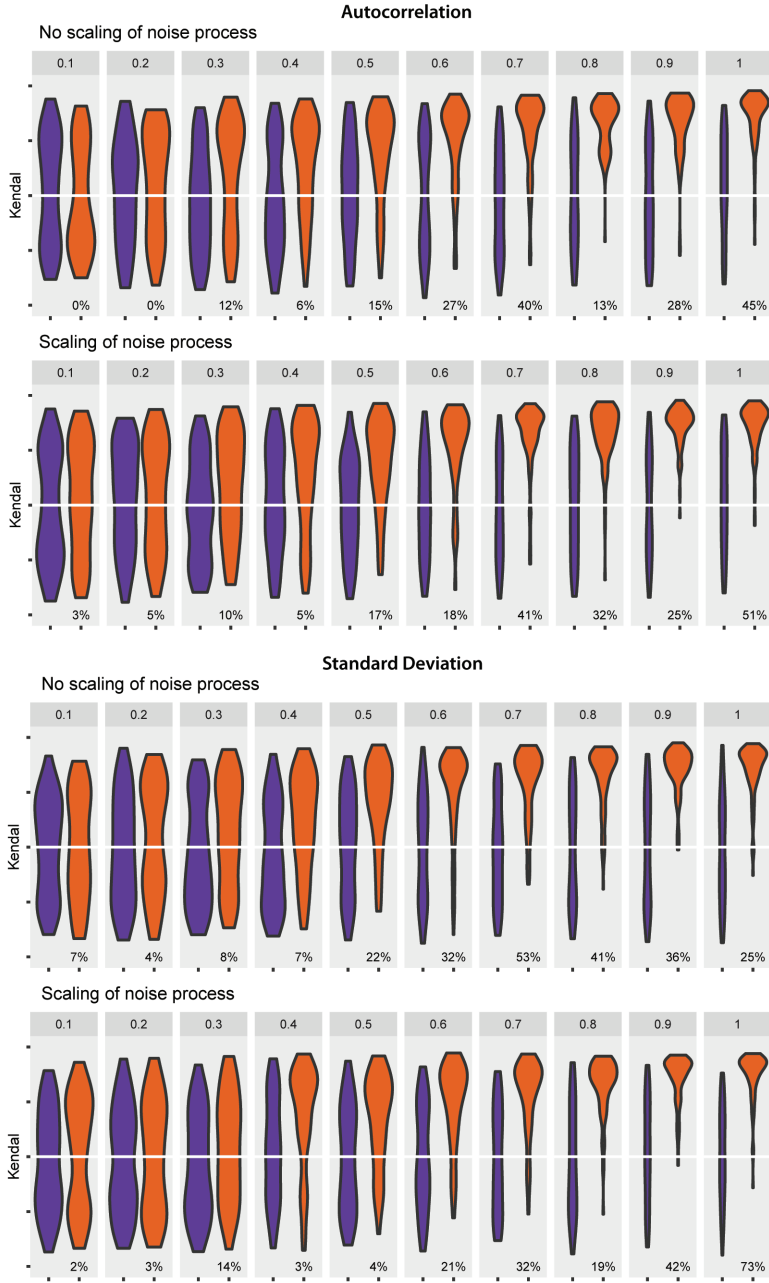 Autocorrelation
No scaling of noise process
0.1 0.2 0.3 0.4 0.5 0.6 0.7 0.8 0.9 1
Kendal
0% 0% 12% 6% 15% 27% 40% 13% 28% 45%
Scaling of noise process
0.1 0.2 0.3 0.4 0.5 0.6 0.7 0.8 0.9 1
Kendal
3% 5% 10% 5% 17% 18% 41% 32% 25% 51%
Standard Deviation
No scaling of noise process
0.1 0.2 0.3 0.4 0.5 0.6 0.7 0.8 0.9 1
Kendal
7% 4% 8% 7% 22% 32% 53% 41% 36% 25%
Scaling of noise process
0.1 0.2 0.3 0.4 0.5 0.6 0.7 0.8 0.9 1
Kendal
2% 3% 14% 3% 4% 21% 32% 19% 42% 73%